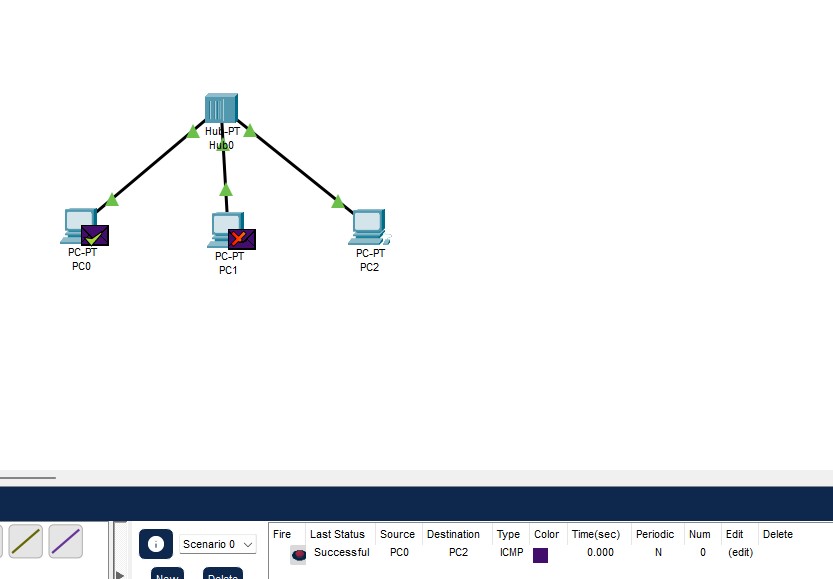 Hub-PT
Hub0
PC-PT
PC0
PC-PT
PC1
PC-PT
PC2
Scenario 0
New
Delete
Fire Last Status Source Destination Type Color Time(sec) Periodic Num Edit Delete
Successful PC0 PC2 ICMP 0.000 N 0 (edit)